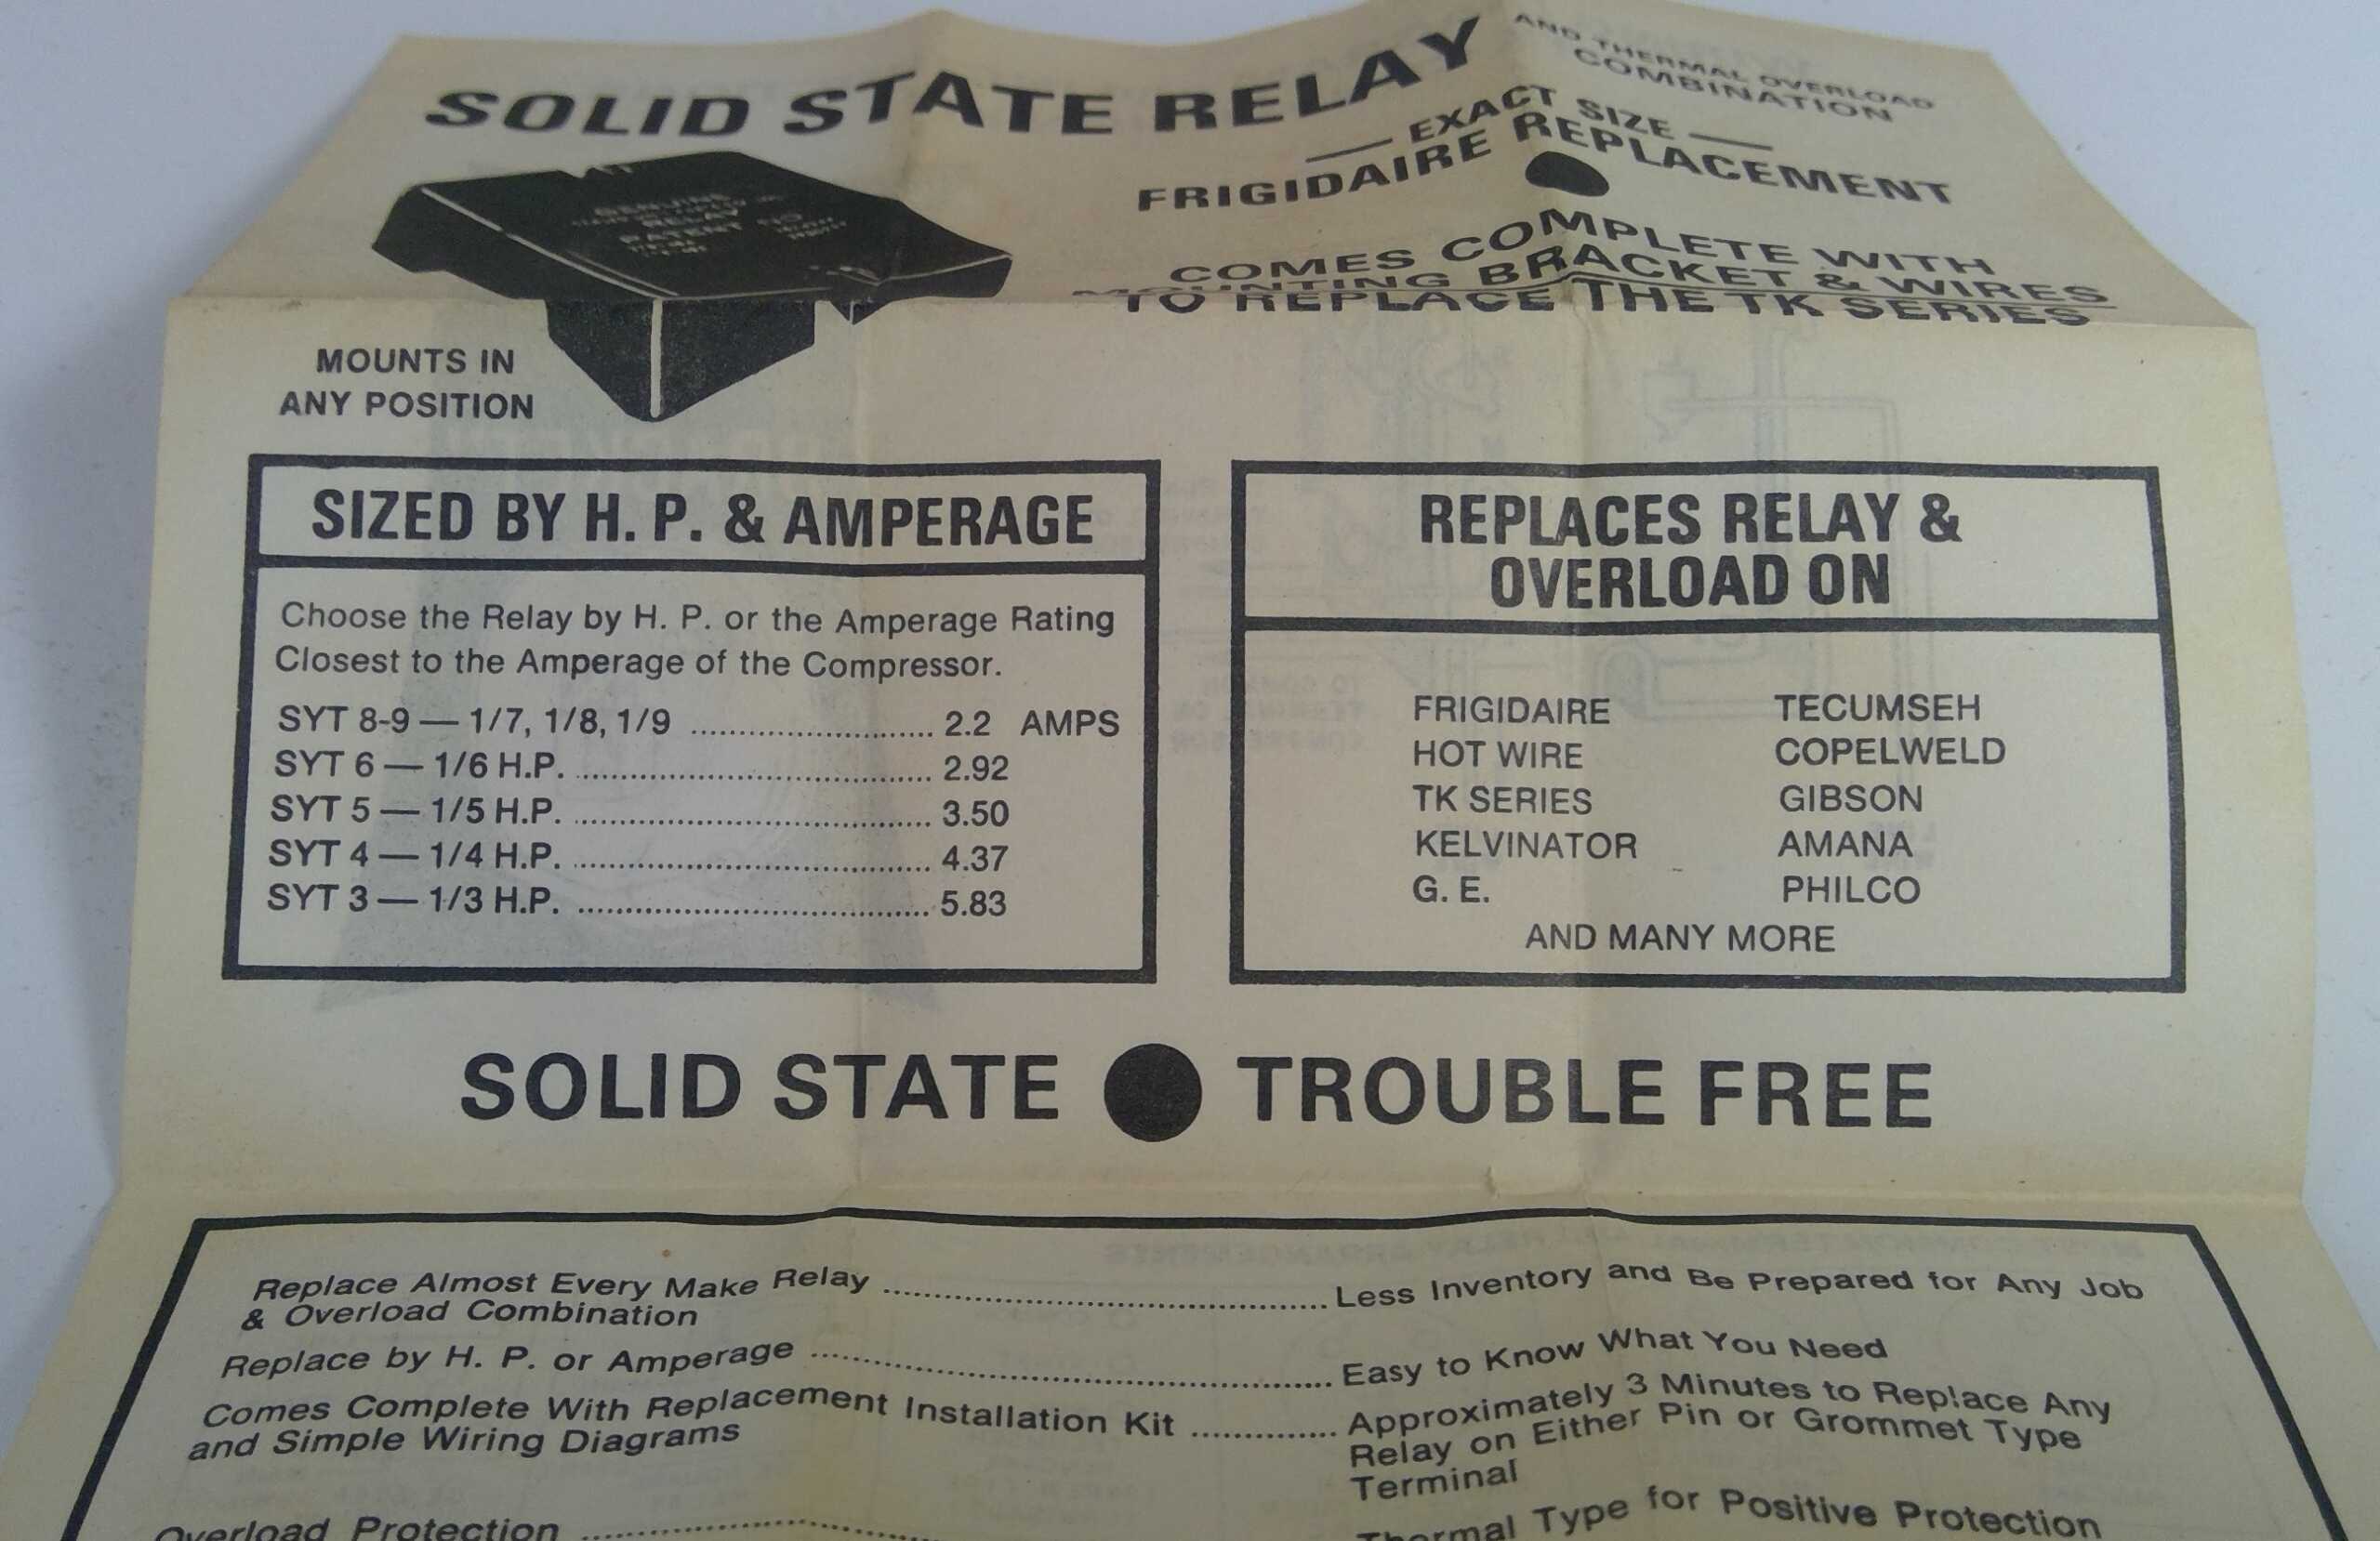 SOLID STATE RELAY
AND THERMAL OVERLOAD
COMBINATION
EXACT SIZE
FRIGIDAIRE REPLACEMENT
COMES COMPLETE WITH
MOUNTING BRACKET & WIRES
TO REPLACE THE TK SERIES
GENUINE
RELAY
PATENT
MOUNTS IN
ANY POSITION
SIZED BY H. P. & AMPERAGE
Choose the Relay by H. P. or the Amperage Rating
Closest to the Amperage of the Compressor.
SYT 8-9 — 1/7, 1/8, 1/9 ........................ 2.2 AMPS
SYT 6 — 1/6 H.P. .................................... 2.92
SYT 5 — 1/5 H.P. .................................... 3.50
SYT 4 — 1/4 H.P. .................................... 4.37
SYT 3 — 1/3 H.P. .................................... 5.83
REPLACES RELAY &
OVERLOAD ON
FRIGIDAIRE
HOT WIRE
TK SERIES
KELVINATOR
G. E.
TECUMSEH
COPELWELD
GIBSON
AMANA
PHILCO
AND MANY MORE
SOLID STATE ● TROUBLE FREE
Replace Almost Every Make Relay ........................................ Less Inventory and Be Prepared for Any Job
& Overload Combination
Replace by H. P. or Amperage ................................................ Easy to Know What You Need
Comes Complete With Replacement Installation Kit .............. Approximately 3 Minutes to Replace Any
and Simple Wiring Diagrams
Relay on Either Pin or Grommet Type
Terminal
Overload Protection ........................ Thermal Type for Positive Protection